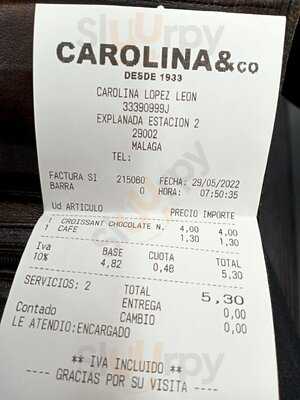 CAROLINA&co
DESDE 1933
CAROLINA LOPEZ LEON
33390999J
EXPLANADA ESTACION 2
29002
MALAGA
TEL:
FACTURA SI 215060 FECHA: 29/05/2022
BARRA 0 HORA: 07:50:35
Ud ARTICULO PRECIO IMPORTE
1 CROISSANT CHOCOLATE N. 4,00 4,00
1 CAFE 1,30 1,30
Iva BASE CUOTA TOTAL
10% 4,82 0,48 5,30
SERVICIOS: 2 TOTAL 5,30
ENTREGA 0,00
Contado CAMBIO 0,00
LE ATENDIO:ENCARGADO
** IVA INCLUIDO **
---- GRACIAS POR SU VISITA ----
Sluurpy